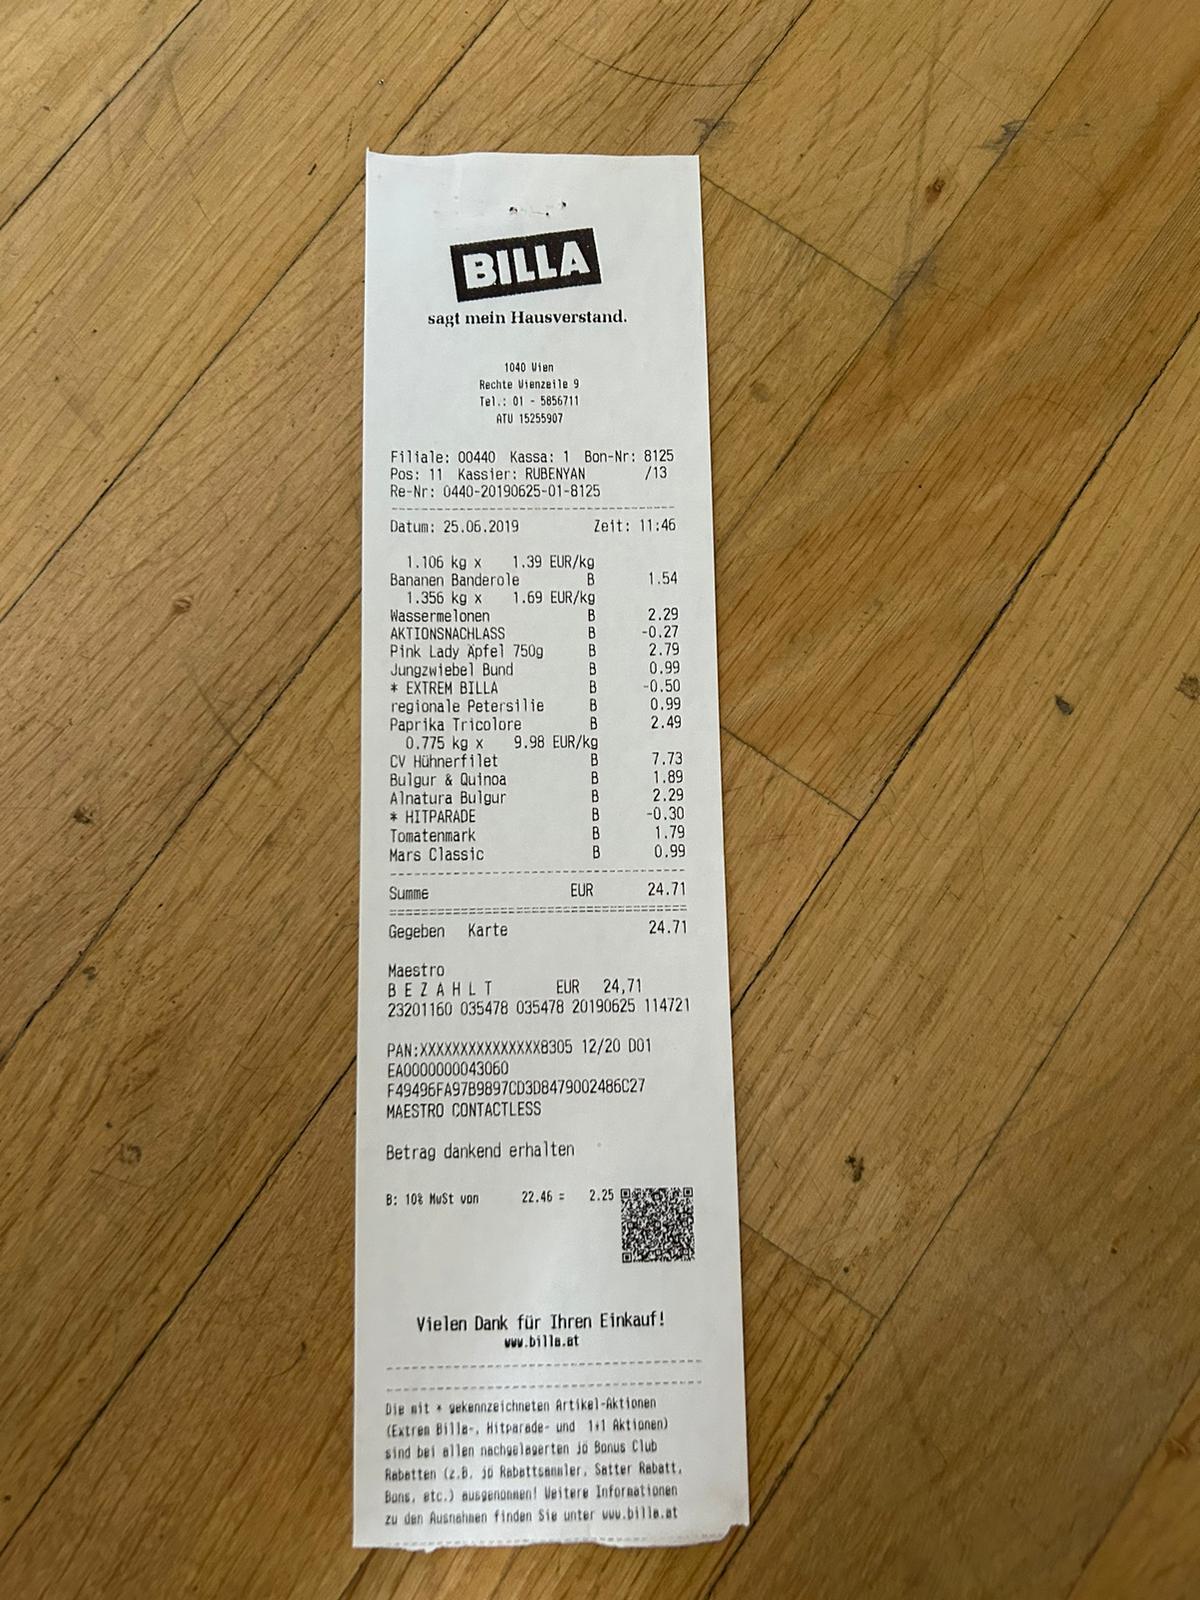 BILLA
sagt mein Hausverstand.
1040 Wien
Rechte Wienzeile 9
Tel.: 01 - 5856711
ATU 15255907
Filiale: 00440 Kassa: 1 Bon-Nr: 8125
Pos: 11 Kassier: RUBENYAN /13
Re-Nr: 0440-20190625-01-8125
Datum: 25.06.2019 Zeit: 11:46
1.106 kg x 1.39 EUR/kg
Bananen Banderole B 1.54
1.356 kg x 1.69 EUR/kg
Wassermelonen B 2.29
AKTIONSNACHLASS B -0.27
Pink Lady Äpfel 750g B 2.79
Jungzwiebel Bund B 0.99
* EXTREM BILLA B -0.50
regionale Petersilie B 0.99
Paprika Tricolore B 2.49
0.775 kg x 9.98 EUR/kg
CV Hühnerfilet B 7.73
Bulgur & Quinoa B 1.89
Alnatura Bulgur B 2.29
* HITPARADE B -0.30
Tomatenmark B 1.79
Mars Classic B 0.99
Summe EUR 24.71
Gegeben Karte 24.71
Maestro
B E Z A H L T EUR 24,71
23201160 035478 035478 20190625 114721
PAN:XXXXXXXXXXXXXXX8305 12/20 D01
EA0000000043060
F49496FA97B9897CD3D8479002486C27
MAESTRO CONTACTLESS
Betrag dankend erhalten
B: 10% MwSt von 22.46 = 2.25
Vielen Dank für Ihren Einkauf!
www.billa.at
Die mit * gekennzeichneten Artikel-Aktionen
(Extrem Billa-, Hitparade- und 1+1 Aktionen)
sind bei allen nachgelagerten jö Bonus Club
Rabatten (z.B. jö Rabattsammler, Satter Rabatt,
Bons, etc.) ausgenommen! Weitere Informationen
zu den Ausnahmen finden Sie unter www.billa.at